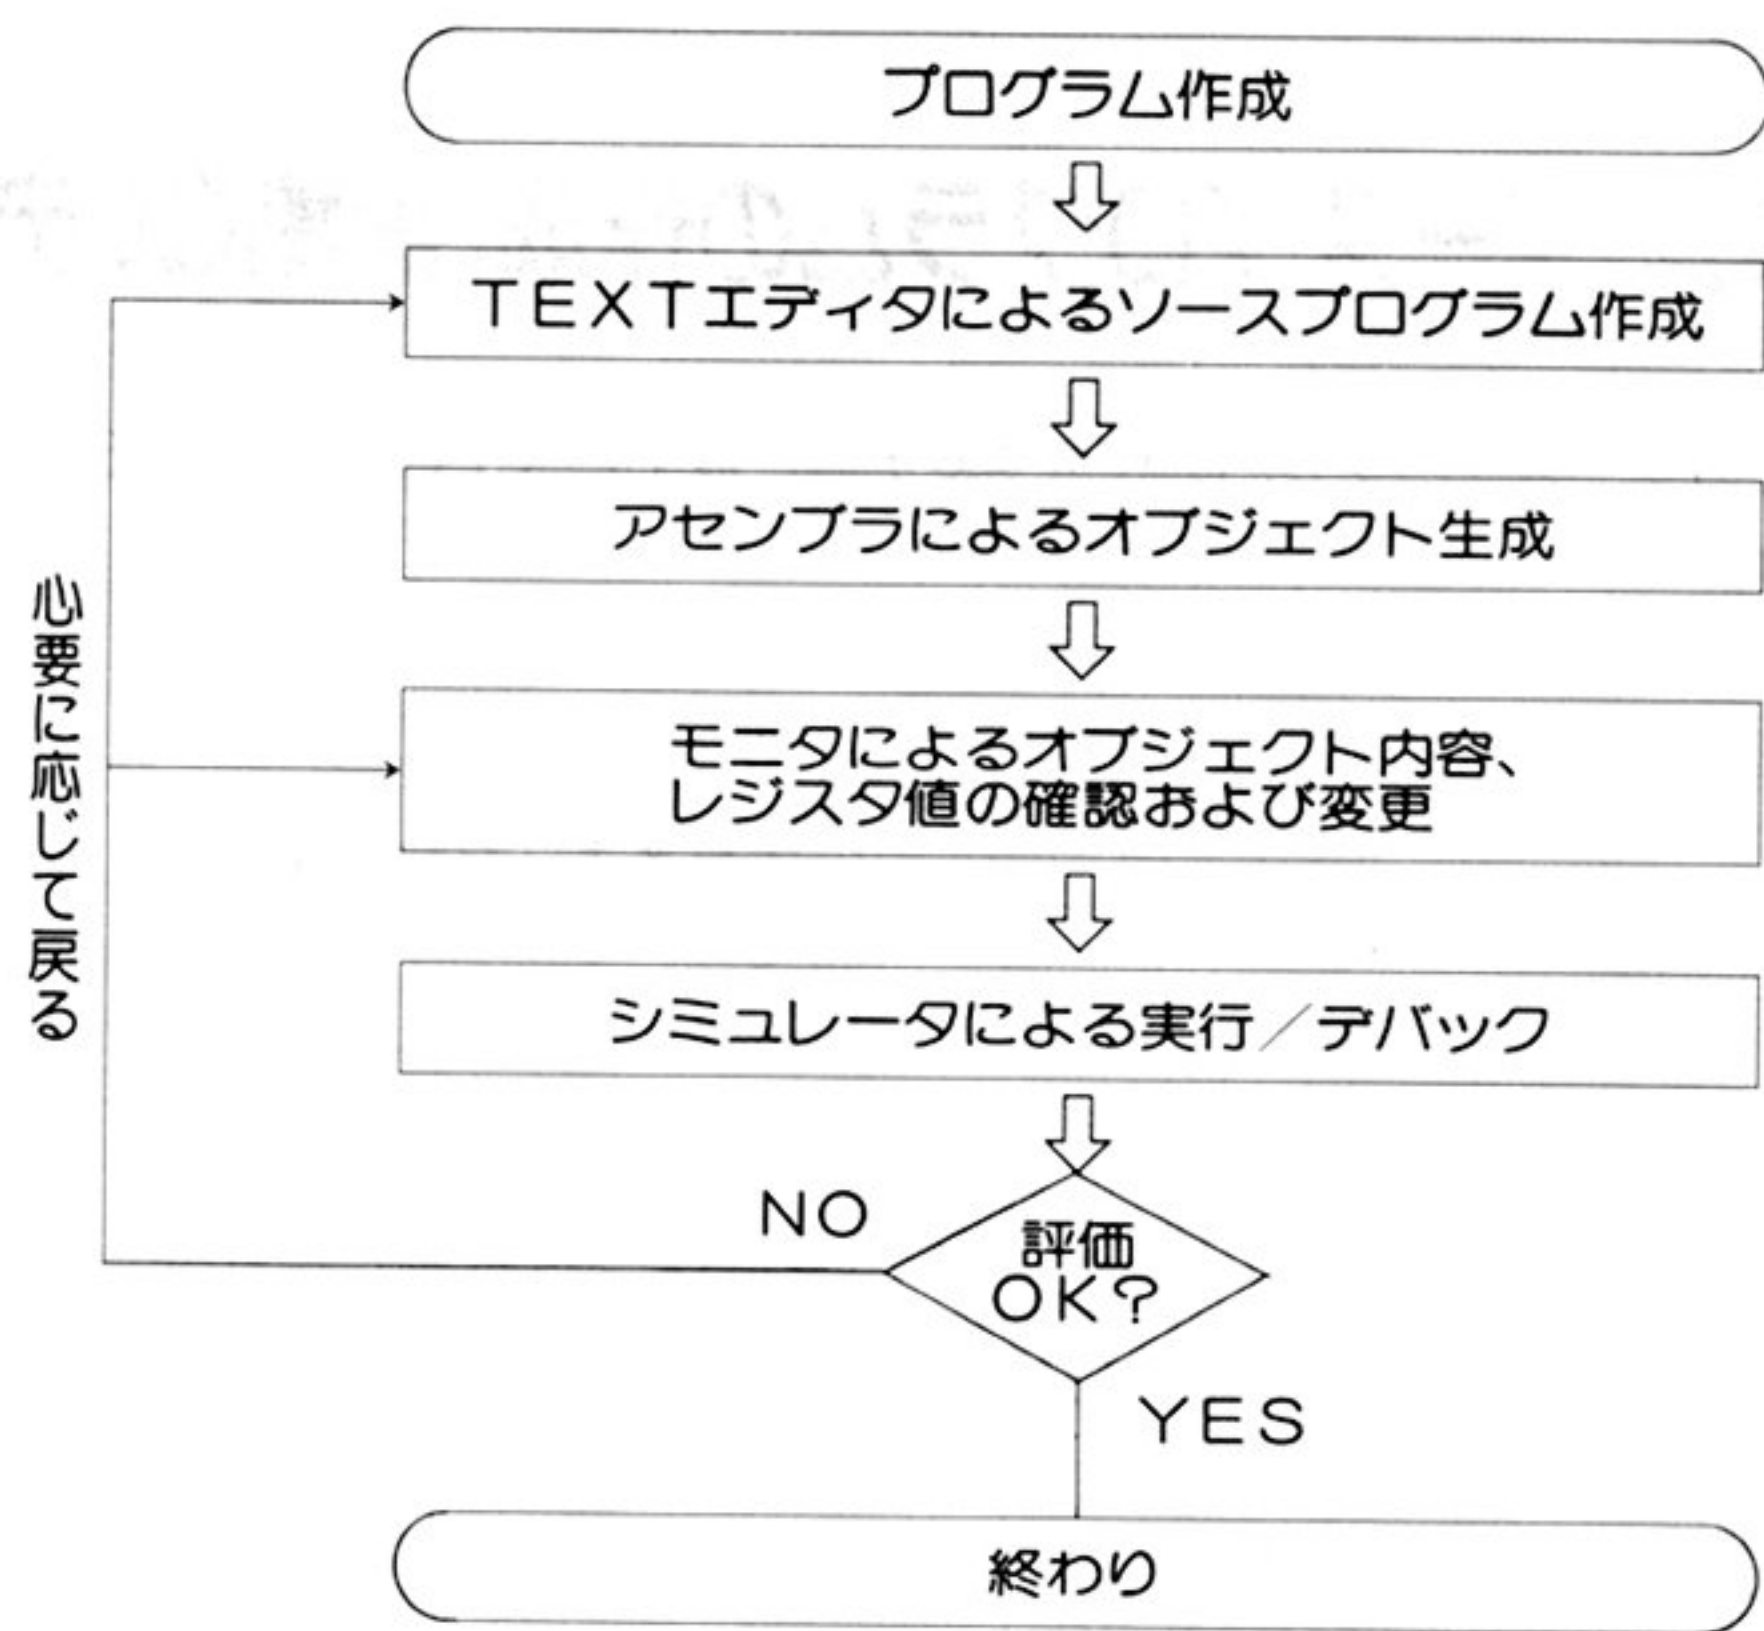 プログラム作成
TEXTエディタによるソースプログラム作成
アセンブラによるオブジェクト生成
モニタによるオブジェクト内容、
レジスタ値の確認および変更
シミュレータによる実行／デバック
評価
OK?
NO
YES
心要に応じて戻る
終わり